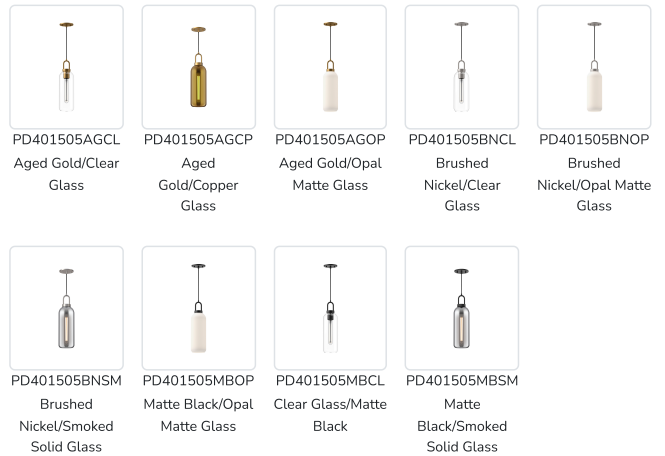 PD401505AGCL
Aged Gold/Clear
Glass
PD401505AGCP
Aged
Gold/Copper
Glass
PD401505AGOP
Aged Gold/Opal
Matte Glass
PD401505BNCL
Brushed
Nickel/Clear
Glass
PD401505BNOP
Brushed
Nickel/Opal Matte
Glass
PD401505BNSM
Brushed
Nickel/Smoked
Solid Glass
PD401505MBOP
Matte Black/Opal
Matte Glass
PD401505MBCL
Clear Glass/Matte
Black
PD401505MBSM
Matte
Black/Smoked
Solid Glass